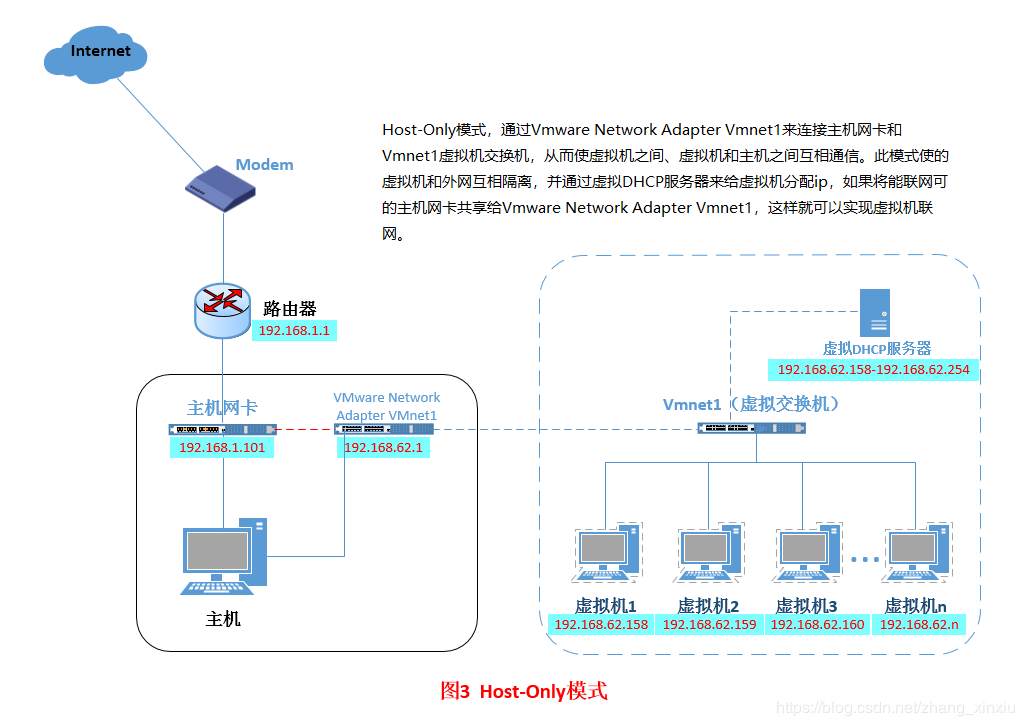 Internet
Modem
Host-Only模式，通过Vmware Network Adapter Vmnet1来连接主机网卡和
Vmnet1虚拟机交换机，从而使虚拟机之间、虚拟机和主机之间互相通信。此模式使的
虚拟机和外网互相隔离，并通过虚拟DHCP服务器来给虚拟机分配ip，如果将能联网可
的主机网卡共享给Vmware Network Adapter Vmnet1，这样就可以实现虚拟机联
网。
路由器
192.168.1.1
虚拟DHCP服务器
192.168.62.158-192.168.62.254
主机网卡
192.168.1.101
VMware Network
Adapter VMnet1
192.168.62.1
Vmnet1（虚拟交换机）
主机
虚拟机1
192.168.62.158
虚拟机2
192.168.62.159
虚拟机3
192.168.62.160
...
虚拟机n
192.168.62.n
图3 Host-Only模式
https://blog.csdn.net/zhang_xinxiu